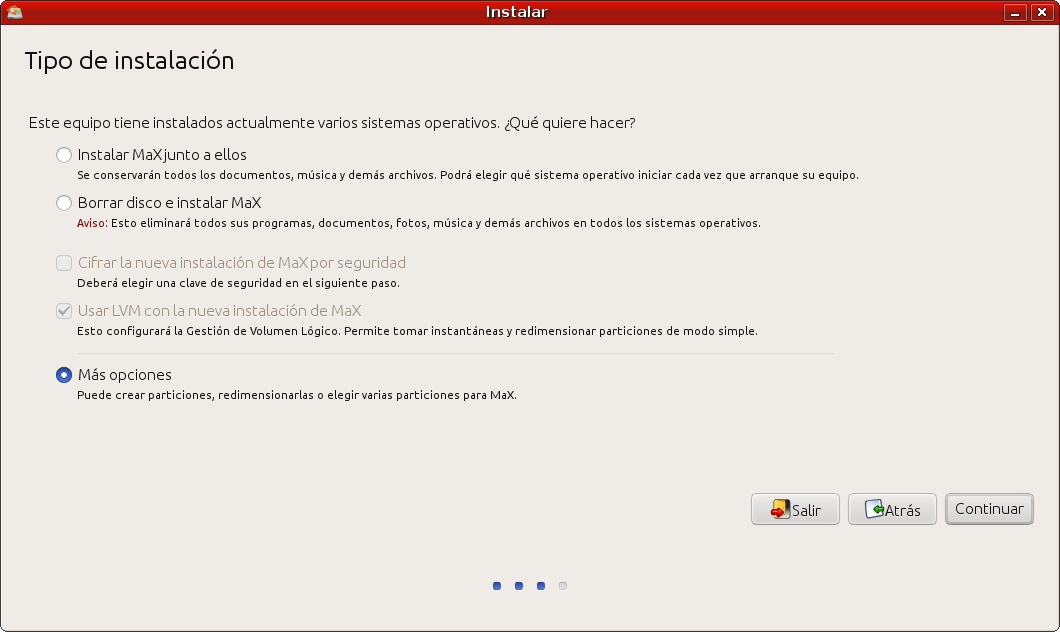 Instalar
Tipo de instalación
Este equipo tiene instalados actualmente varios sistemas operativos. ¿Qué quiere hacer?
Instalar MaX junto a ellos
Se conservarán todos los documentos, música y demás archivos. Podrá elegir qué sistema operativo iniciar cada vez que arranque su equipo.
Borrar disco e instalar MaX
Aviso: Esto eliminará todos sus programas, documentos, fotos, música y demás archivos en todos los sistemas operativos.
Cifrar la nueva instalación de MaX por seguridad
Deberá elegir una clave de seguridad en el siguiente paso.
Usar LVM con la nueva instalación de MaX
Esto configurará la Gestión de Volumen Lógico. Permite tomar instantáneas y redimensionar particiones de modo simple.
Más opciones
Puede crear particiones, redimensionarlas o elegir varias particiones para MaX.
Salir Atrás Continuar